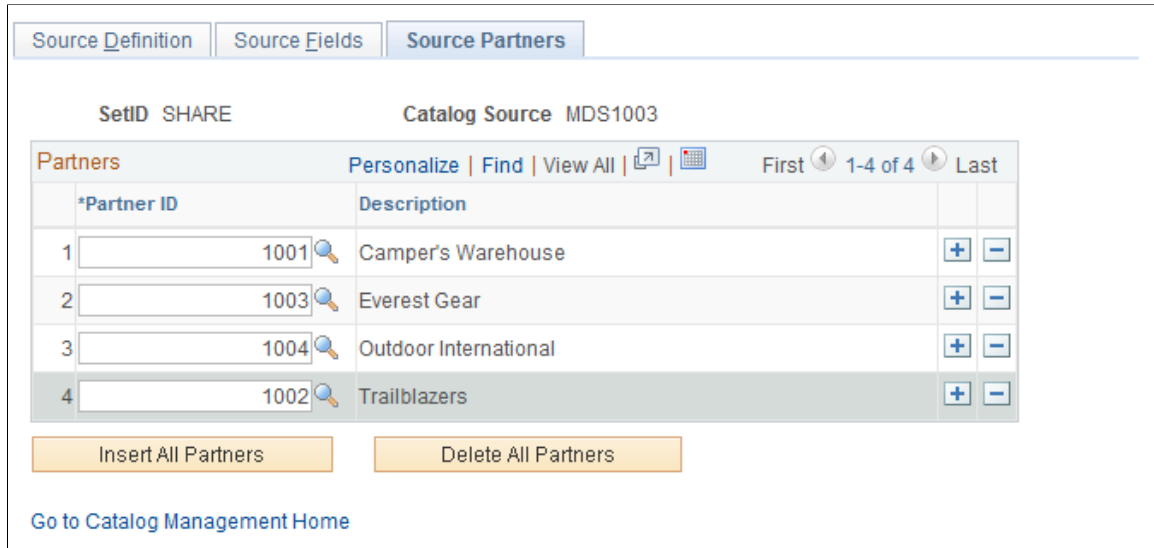 Source Definition Source Fields Source Partners
SetID SHARE Catalog Source MDS1003
Partners Personalize | Find | View All | | First 1-4 of 4 Last
*Partner ID Description
1 1001 Camper's Warehouse
2 1003 Everest Gear
3 1004 Outdoor International
4 1002 Trailblazers
Insert All Partners Delete All Partners
Go to Catalog Management Home